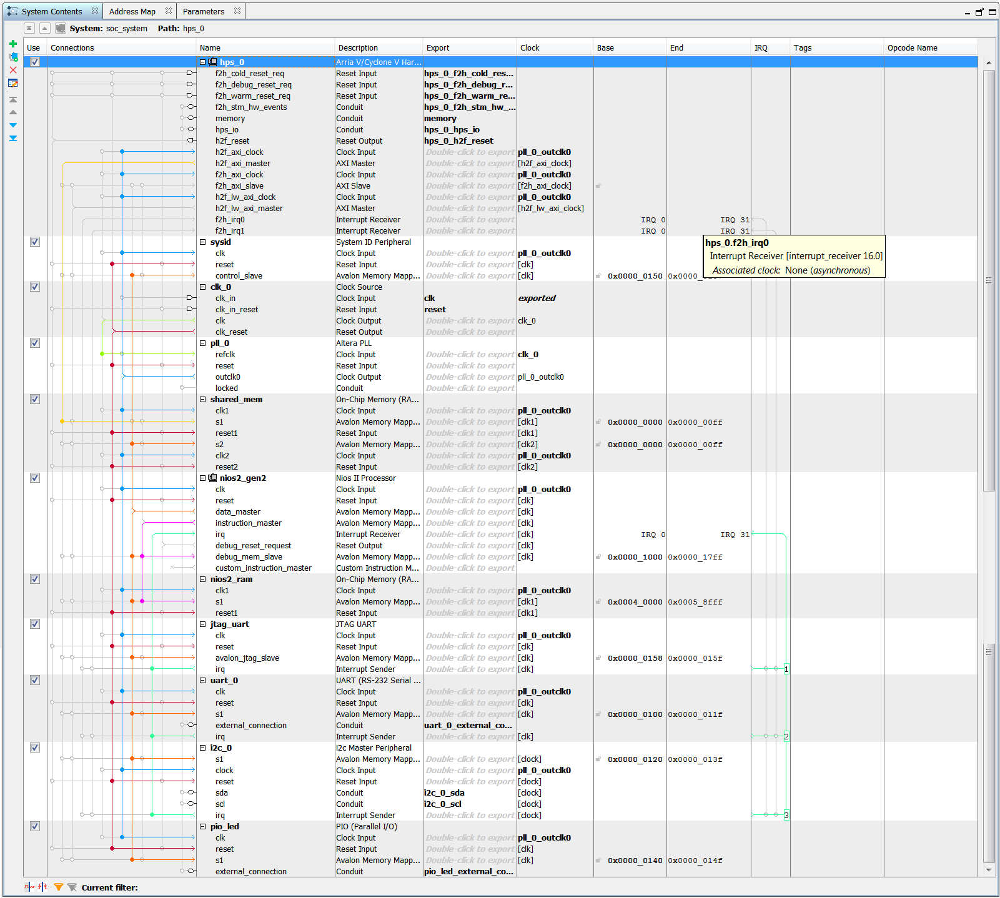 System Contents Address Map Parameters
System: soc_system Path: hps_0
Use Connections Name Description Export Clock Base End IRQ Tags Opcode Name
hps_0 Arria V/Cyclone V Har...
f2h_cold_reset_req Reset Input hps_0_f2h_cold_res...
f2h_debug_reset_req Reset Input hps_0_f2h_debug_r...
f2h_warm_reset_req Reset Input hps_0_f2h_warm_re...
f2h_stm_hw_events Conduit hps_0_f2h_stm_hw_...
memory Conduit memory
hps_io Conduit hps_0_hps_io
h2f_reset Reset Output hps_0_h2f_reset
h2f_axi_clock Clock Input Double-click to export pll_0_outclk0
h2f_axi_master AXI Master Double-click to export [h2f_axi_clock]
f2h_axi_clock Clock Input Double-click to export pll_0_outclk0
f2h_axi_slave AXI Slave Double-click to export [f2h_axi_clock]
h2f_lw_axi_clock Clock Input Double-click to export pll_0_outclk0
h2f_lw_axi_master AXI Master Double-click to export [h2f_lw_axi_clock]
f2h_irq0 Interrupt Receiver Double-click to export IRQ 0 IRQ 31
f2h_irq1 Interrupt Receiver Double-click to export IRQ 0 IRQ 31
sysid System ID Peripheral
clk Clock Input Double-click to export pll_0_outclk0
reset Reset Input Double-click to export [clk]
control_slave Avalon Memory Mapp... Double-click to export [clk] 0x0000_0150 0x0000_
hps_0.f2h_irq0
Interrupt Receiver [interrupt_receiver 16.0]
Associated clock: None (asynchronous)
clk_0 Clock Source
clk_in Clock Input clk exported
clk_in_reset Reset Input reset
clk Clock Output Double-click to export clk_0
clk_reset Reset Output Double-click to export
pll_0 Altera PLL
refclk Clock Input Double-click to export clk_0
reset Reset Input Double-click to export
outclk0 Clock Output Double-click to export pll_0_outclk0
locked Conduit Double-click to export
shared_mem On-Chip Memory (RA...
clk1 Clock Input Double-click to export pll_0_outclk0
s1 Avalon Memory Mapp... Double-click to export [clk1] 0x0000_0000 0x0000_00ff
reset1 Reset Input Double-click to export [clk1]
s2 Avalon Memory Mapp... Double-click to export [clk2] 0x0000_0000 0x0000_00ff
clk2 Clock Input Double-click to export pll_0_outclk0
reset2 Reset Input Double-click to export [clk2]
nios2_gen2 Nios II Processor
clk Clock Input Double-click to export pll_0_outclk0
reset Reset Input Double-click to export [clk]
data_master Avalon Memory Mapp... Double-click to export [clk]
instruction_master Avalon Memory Mapp... Double-click to export [clk]
irq Interrupt Receiver Double-click to export [clk] IRQ 0 IRQ 31
debug_reset_request Reset Output Double-click to export [clk]
debug_mem_slave Avalon Memory Mapp... Double-click to export [clk] 0x0000_1000 0x0000_17ff
custom_instruction_master Custom Instruction M... Double-click to export
nios2_ram On-Chip Memory (RA...
clk1 Clock Input Double-click to export pll_0_outclk0
s1 Avalon Memory Mapp... Double-click to export [clk1] 0x0004_0000 0x0005_8fff
reset1 Reset Input Double-click to export [clk1]
jtag_uart JTAG UART
clk Clock Input Double-click to export pll_0_outclk0
reset Reset Input Double-click to export [clk]
avalon_jtag_slave Avalon Memory Mapp... Double-click to export [clk] 0x0000_0158 0x0000_015f
irq Interrupt Sender Double-click to export [clk] 1
uart_0 UART (RS-232 Serial ...
clk Clock Input Double-click to export pll_0_outclk0
reset Reset Input Double-click to export [clk]
s1 Avalon Memory Mapp... Double-click to export [clk] 0x0000_0100 0x0000_011f
external_connection Conduit uart_0_external_co...
irq Interrupt Sender Double-click to export [clk] 2
i2c_0 i2c Master Peripheral
s1 Avalon Memory Mapp... Double-click to export [clock] 0x0000_0120 0x0000_013f
clock Clock Input Double-click to export pll_0_outclk0
reset Reset Input Double-click to export [clock]
sda Conduit i2c_0_sda [clock]
scl Conduit i2c_0_scl [clock]
irq Interrupt Sender Double-click to export [clock] 3
pio_led PIO (Parallel I/O)
clk Clock Input Double-click to export pll_0_outclk0
reset Reset Input Double-click to export [clk]
s1 Avalon Memory Mapp... Double-click to export [clk] 0x0000_0140 0x0000_014f
external_connection Conduit pio_led_external_co...
Current filter: